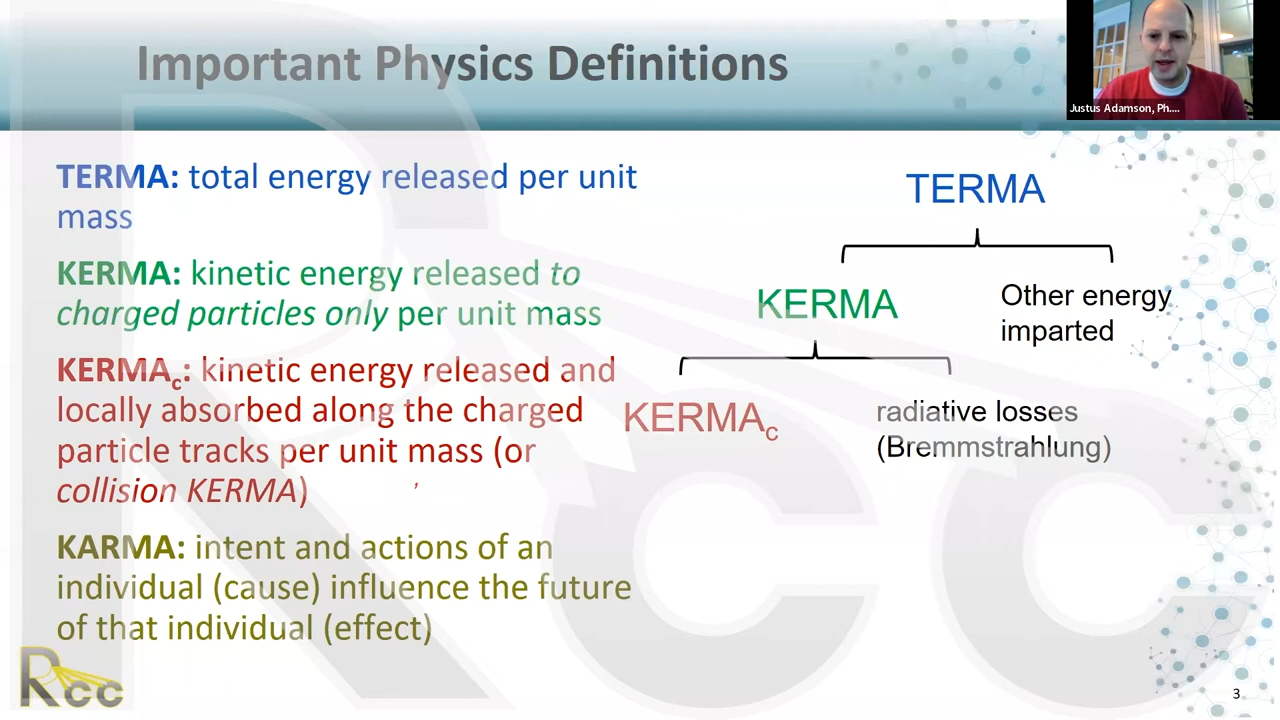 Important Physics Definitions
Justus Adamson, Ph....
TERMA: total energy released per unit
mass
KERMA: kinetic energy released to
charged particles only per unit mass
KERMAc: kinetic energy released and
locally absorbed along the charged
particle tracks per unit mass (or
collision KERMA)
KARMA: intent and actions of an
individual (cause) influence the future
of that individual (effect)
TERMA
KERMA
Other energy
imparted
KERMAc
radiative losses
(Bremmstrahlung)
Rcc
RCC
3